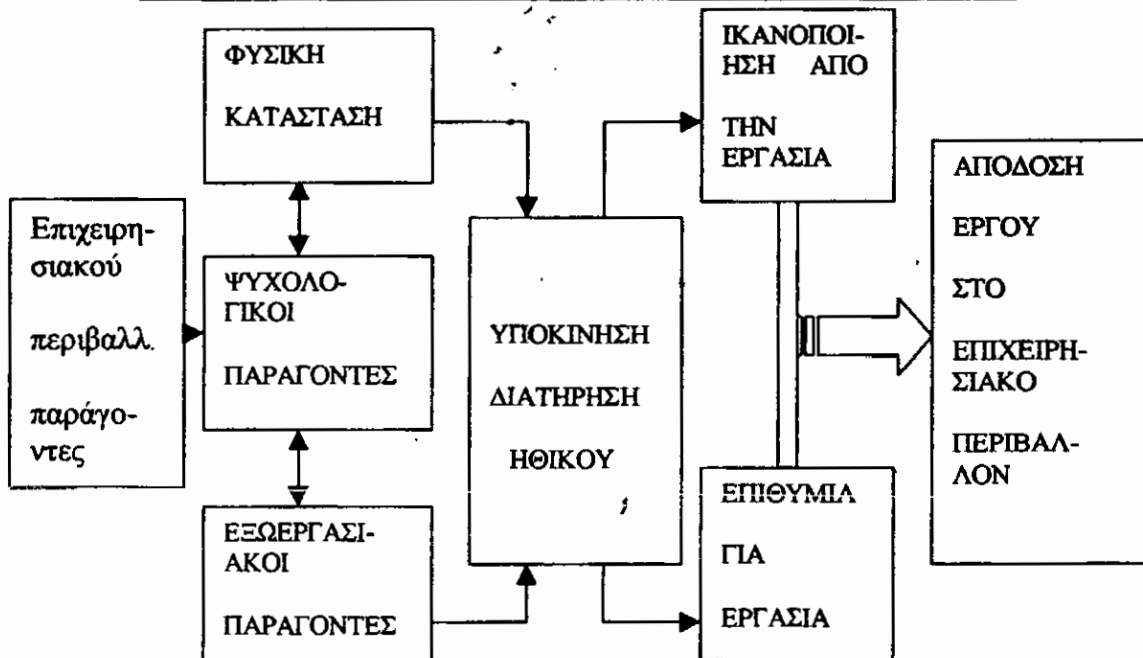 ΦΥΣΙΚΗ
ΚΑΤΑΣΤΑΣΗ
Επιχειρη-
σιακού
περιβαλλ.
παράγο-
ντες
ΨΥΧΟΛΟ-
ΓΙΚΟΙ
ΠΑΡΑΓΟΝΤΕΣ
ΕΞΩΕΡΓΑΣΙ-
ΑΚΟΙ
ΠΑΡΑΓΟΝΤΕΣ
ΥΠΟΚΙΝΗΣΗ
ΔΙΑΤΗΡΗΣΗ
ΗΘΙΚΟΥ
ΙΚΑΝΟΠΟΙ-
ΗΣΗ ΑΠΟ
ΤΗΝ
ΕΡΓΑΣΙΑ
ΕΠΙΘΥΜΙΑ
ΓΙΑ
ΕΡΓΑΣΙΑ
ΑΠΟΔΟΣΗ
ΕΡΓΟΥ
ΣΤΟ
ΕΠΙΧΕΙΡΗ-
ΣΙΑΚΟ
ΠΕΡΙΒΑΛ-
ΛΟΝ